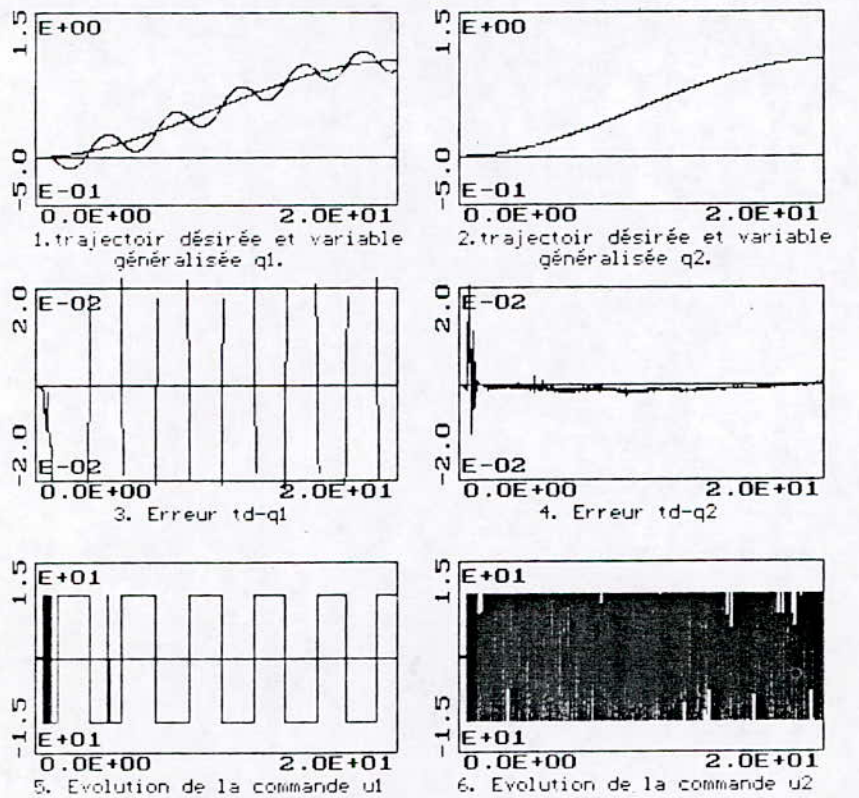 1.5
E+00
-5.0
E-01
0.0E+00 2.0E+01
1.trajectoir désirée et variable
généralisée q1.
1.5
E+00
-5.0
E-01
0.0E+00 2.0E+01
2.trajectoir désirée et variable
généralisée q2.
2.0
E-02
-2.0
E-02
0.0E+00 2.0E+01
3. Erreur td-q1
2.0
E-02
-2.0
E-02
0.0E+00 2.0E+01
4. Erreur td-q2
1.5
E+01
-1.5
E+01
0.0E+00 2.0E+01
5. Evolution de la commande u1
1.5
E+01
-1.5
E+01
0.0E+00 2.0E+01
6. Evolution de la commande u2